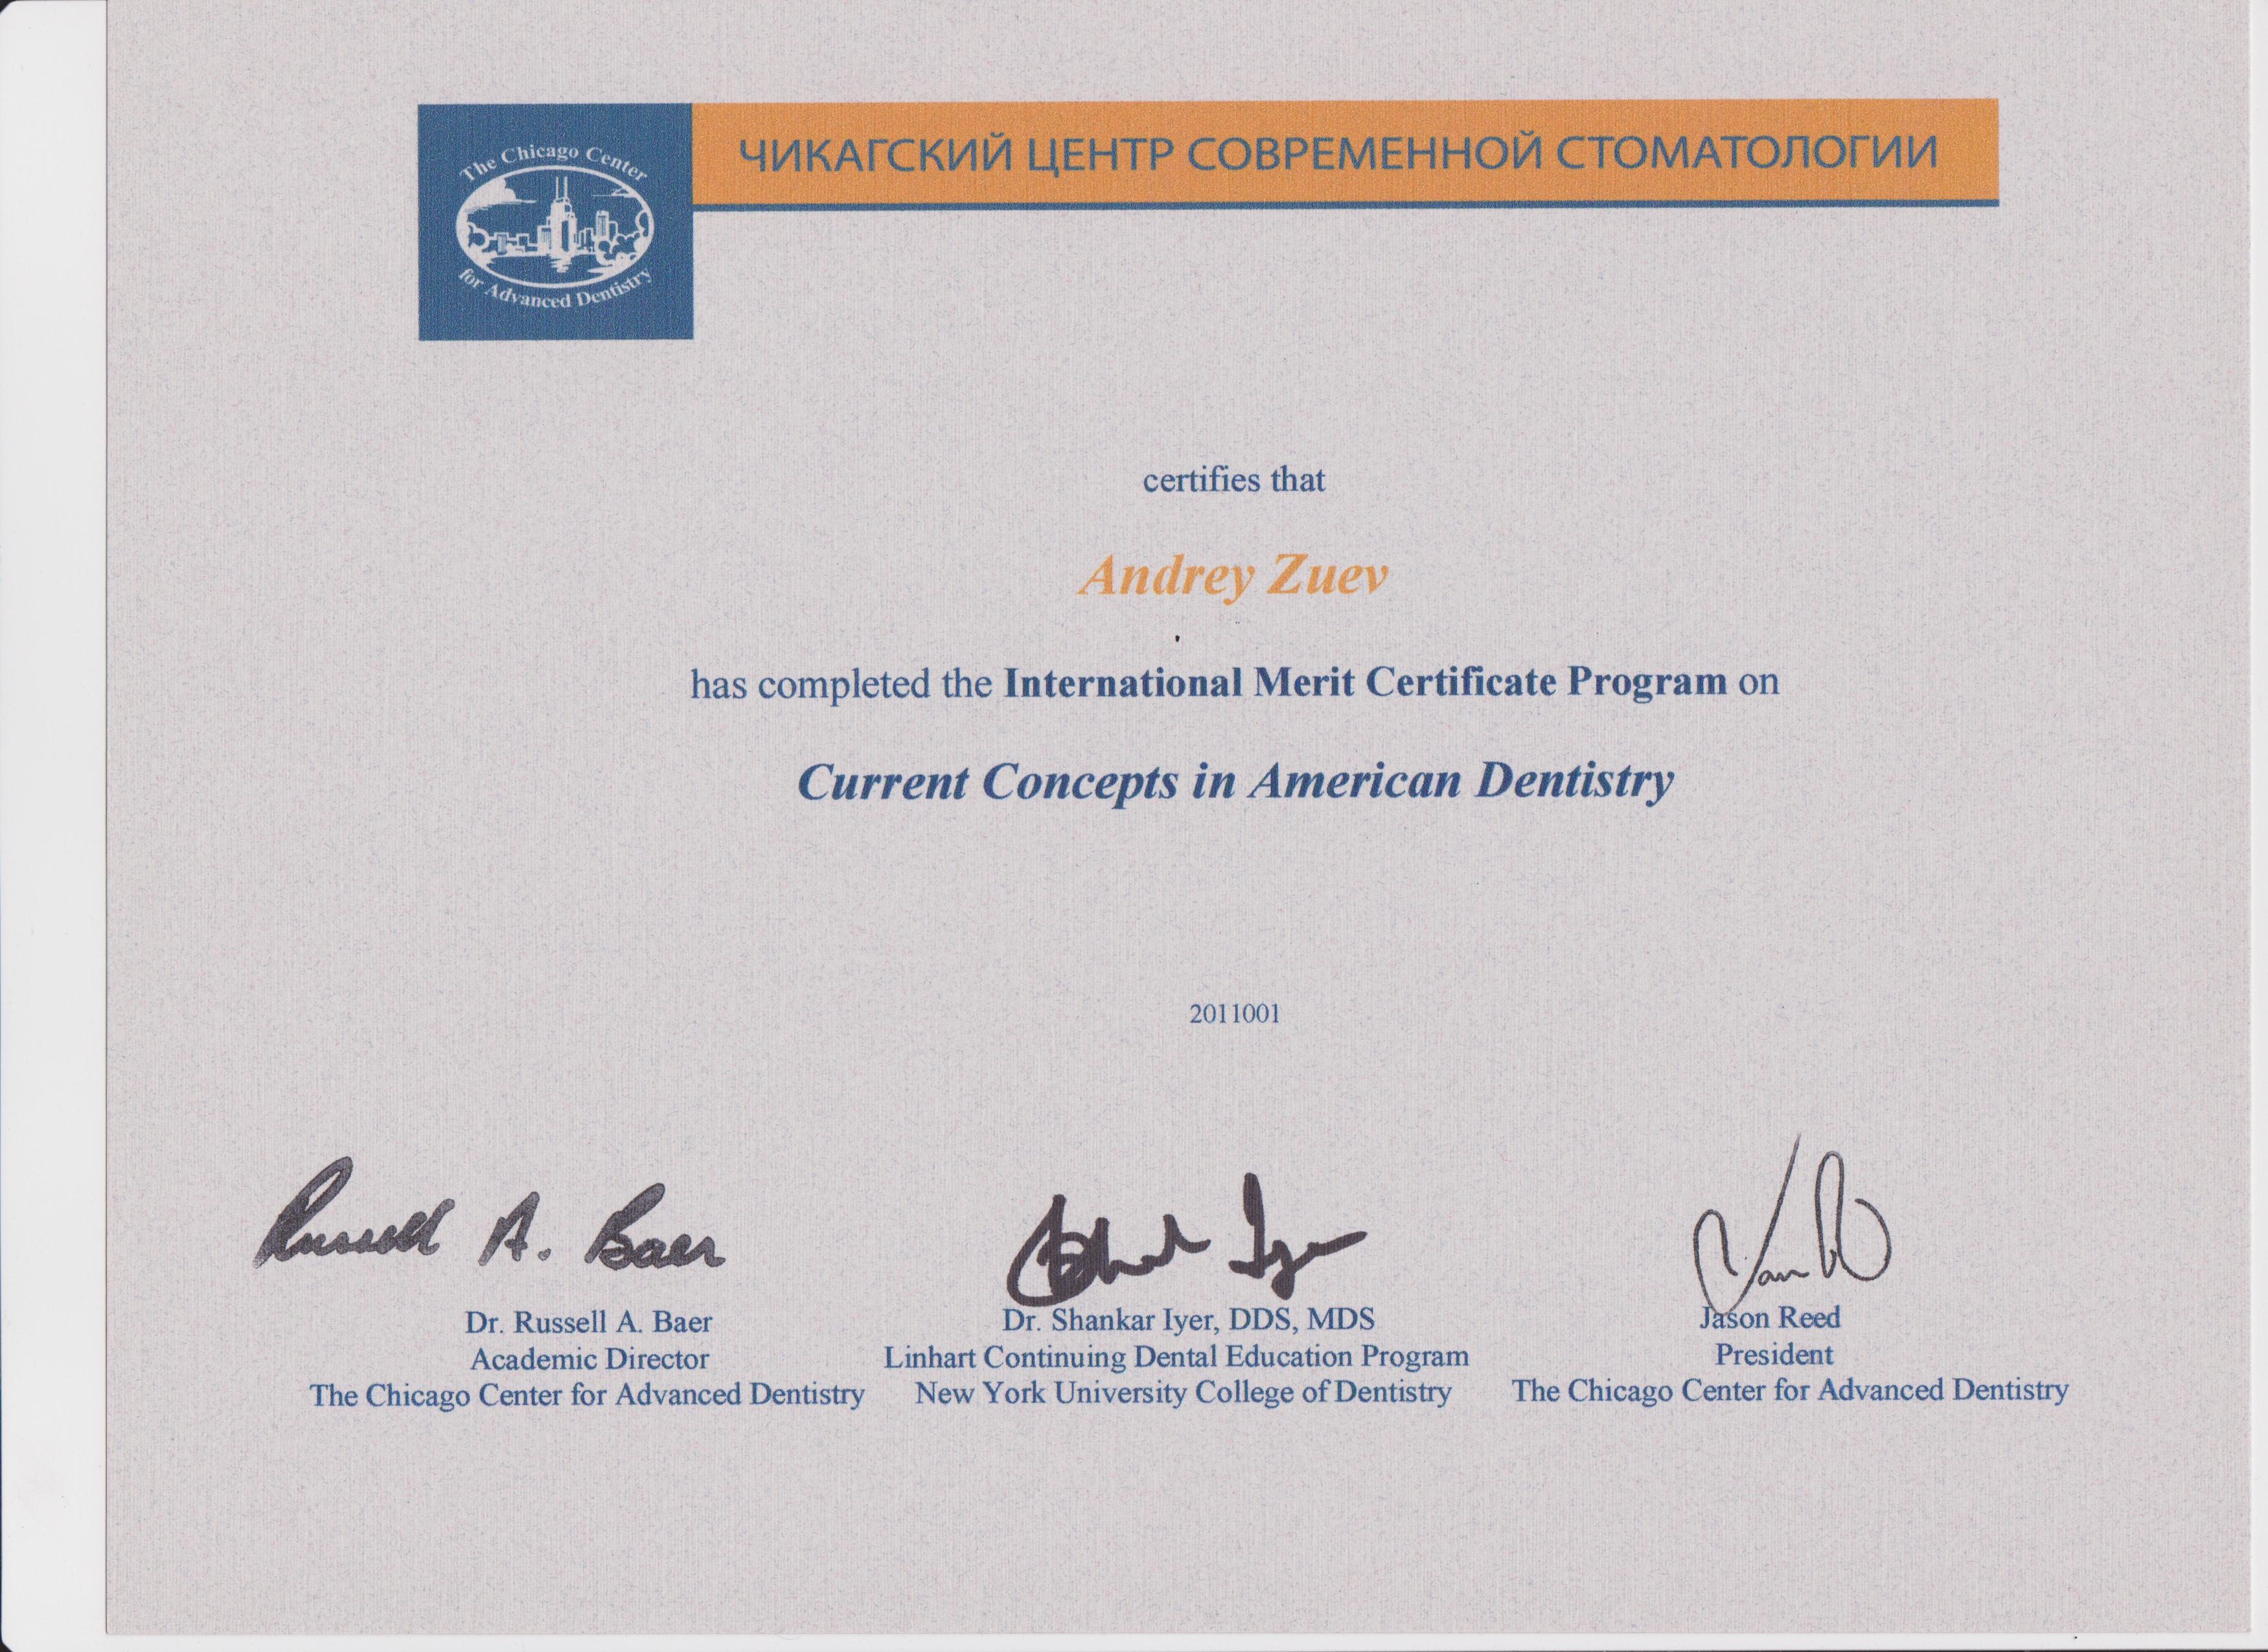 The Chicago Center
for Advanced Dentistry
ЧИКАГСКИЙ ЦЕНТР СОВРЕМЕННОЙ СТОМАТОЛОГИИ
certifies that
Andrey Zuev
has completed the International Merit Certificate Program on
Current Concepts in American Dentistry
2011001
Russell A. Baer
Dr. Russell A. Baer
Academic Director
The Chicago Center for Advanced Dentistry
Dr. Shankar Iyer, DDS, MDS
Linhart Continuing Dental Education Program
New York University College of Dentistry
Jason Reed
President
The Chicago Center for Advanced Dentistry